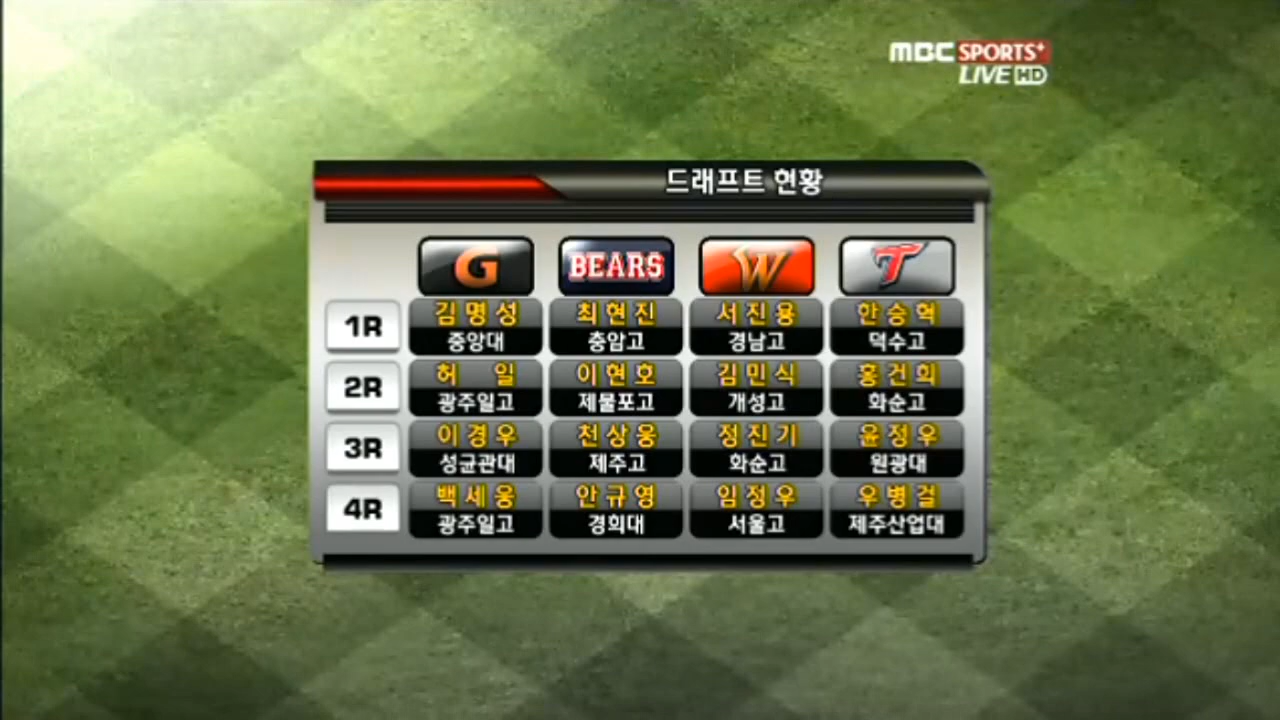 MBC SPORTS+
LIVE HD
드래프트 현황
G BEARS W T
1R 김명성 최현진 서진용 한승혁
중앙대 충암고 경남고 덕수고
2R 허 일 이현호 김민식 홍건희
광주일고 제물포고 개성고 화순고
3R 이경우 천상웅 정진기 윤정우
성균관대 제주고 화순고 원광대
4R 백세웅 안규영 임정우 우병걸
광주일고 경희대 서울고 제주산업대